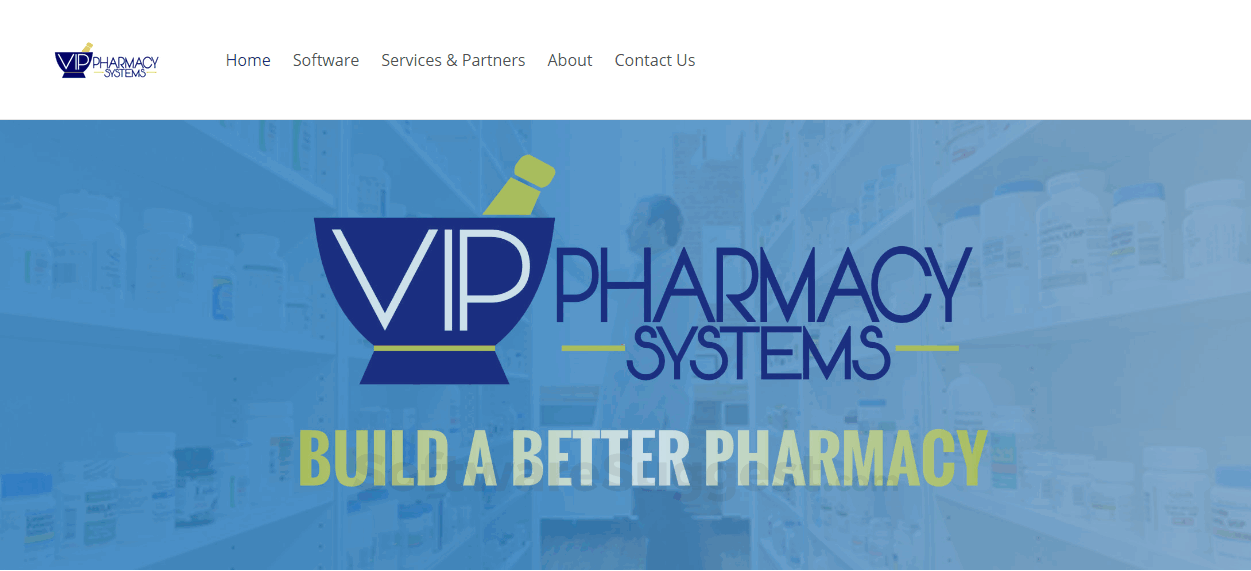 VIP PHARMACY
SYSTEMS
Home Software Services & Partners About Contact Us
VIP PHARMACY
SYSTEMS
BUILD A BETTER PHARMACY